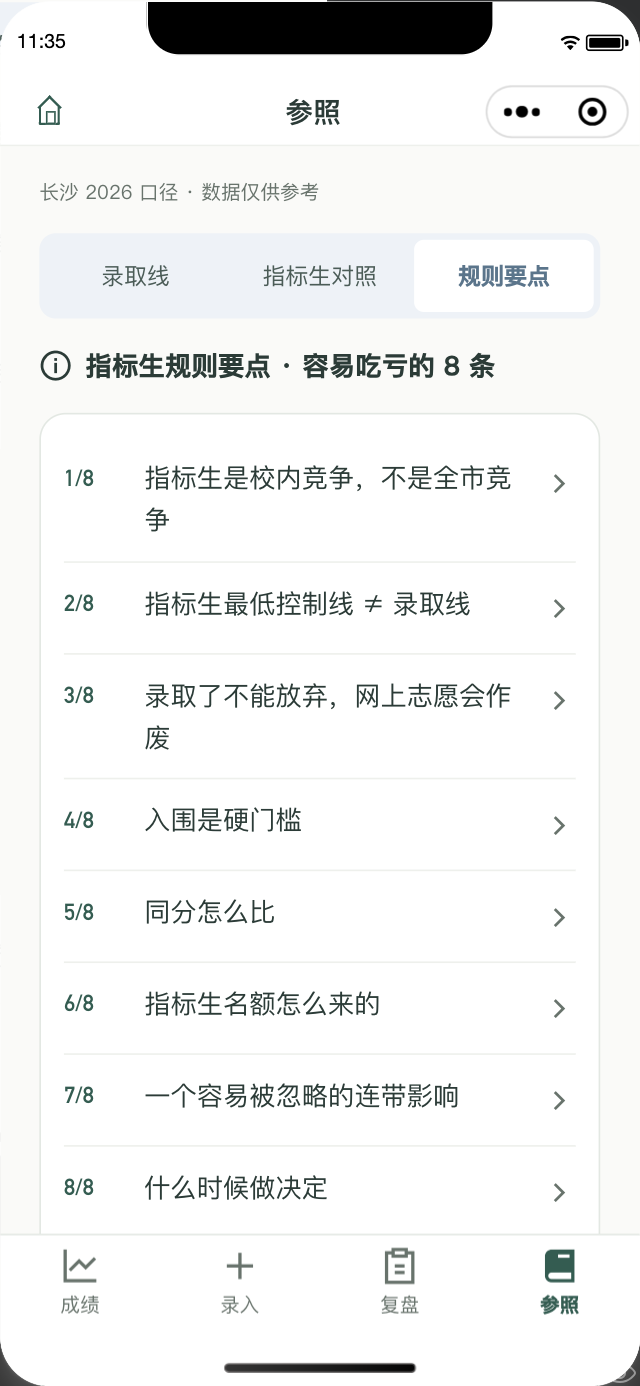 11:35
参照
长沙 2026 口径 · 数据仅供参考
录取线
指标生对照
规则要点
指标生规则要点 · 容易吃亏的 8 条
1/8
指标生是校内竞争，不是全市竞
争
2/8
指标生最低控制线 ≠ 录取线
3/8
录取了不能放弃，网上志愿会作
废
4/8
入围是硬门槛
5/8
同分怎么比
6/8
指标生名额怎么来的
7/8
一个容易被忽略的连带影响
8/8
什么时候做决定
成绩
录入
复盘
参照